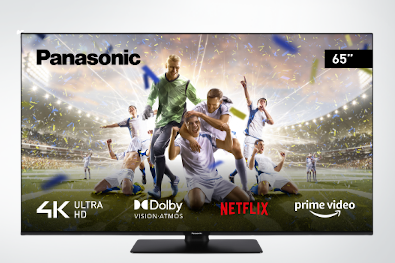 Panasonic
65"
4K ULTRA HD
Dolby
VISION·ATMOS
NETFLIX
prime video